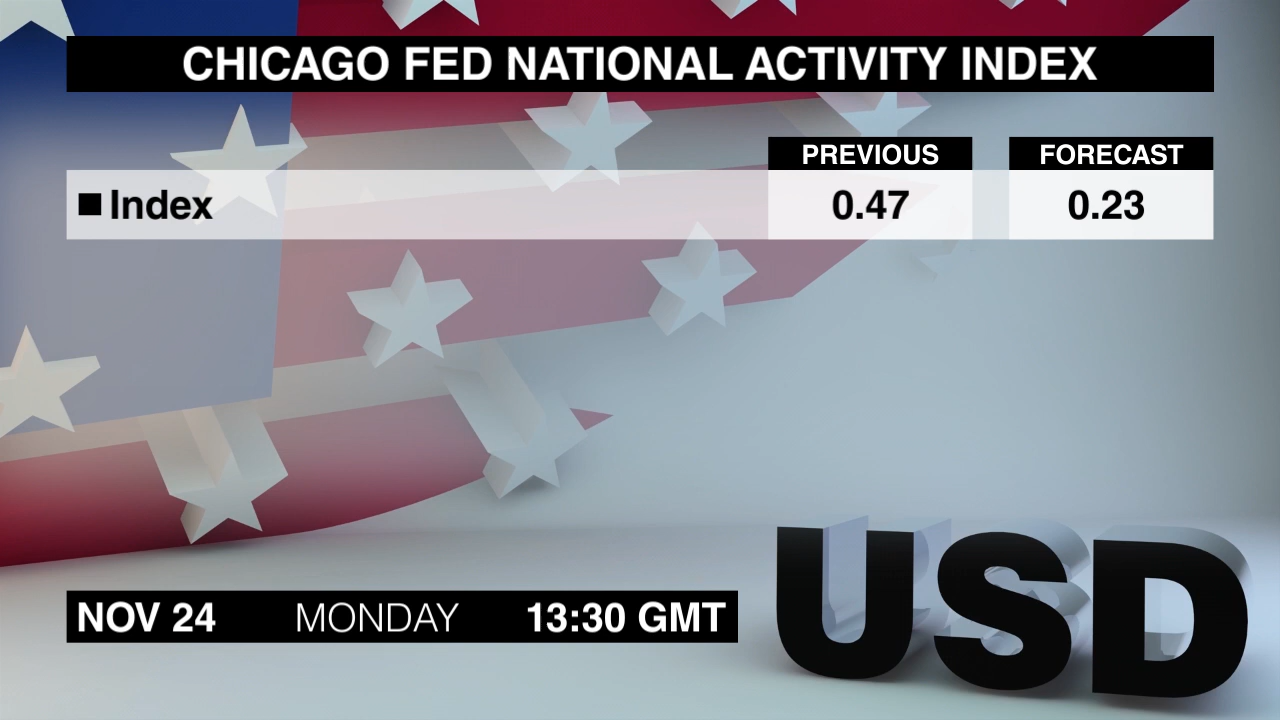 CHICAGO FED NATIONAL ACTIVITY INDEX
PREVIOUS FORECAST
Index 0.47 0.23
NOV 24 MONDAY 13:30 GMT
USD